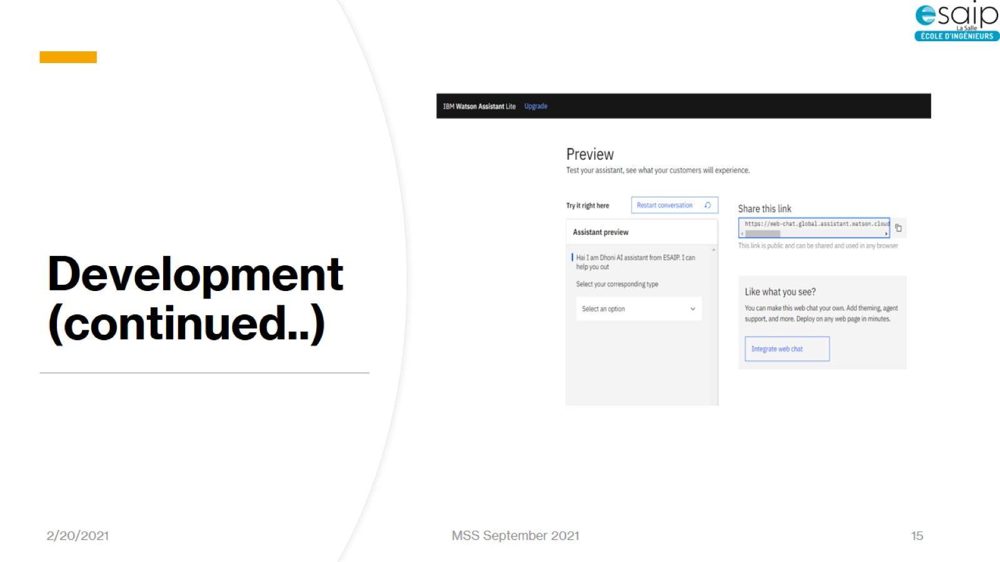 esaip
La Salle
ÉCOLE D'INGÉNIEURS
IBM Watson Assistant Lite Upgrade
Preview
Test your assistant, see what your customers will experience.
Try it right here
Restart conversation
Share this link
https://web-chat.global.assistant.watson.cloud
This link is public and can be shared and used in any browser
Assistant preview
Hai I am Dhoni AI assistant from ESAIP. I can
help you out
Select your corresponding type
Select an option
Like what you see?
You can make this web chat your own. Add theming, agent
support, and more. Deploy on any web page in minutes.
Integrate web chat
Development
(continued..)
2/20/2021
MSS September 2021
15